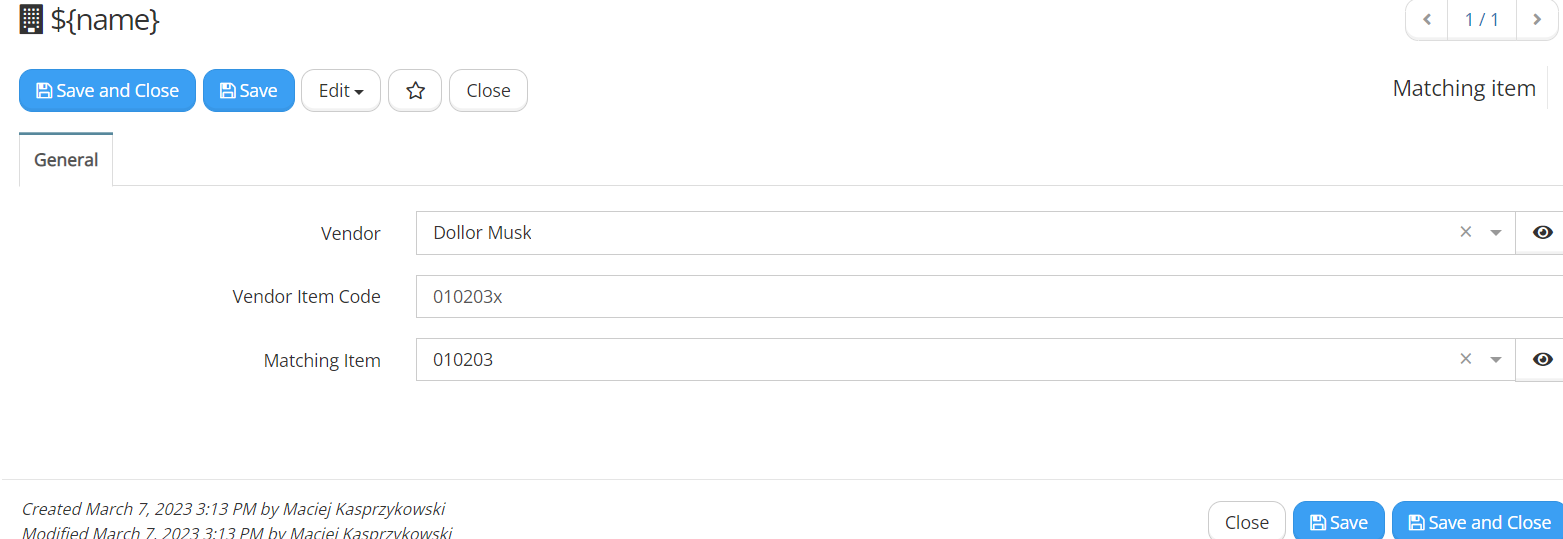 ${name}
1 / 1
Save and Close Save Edit Close
Matching item
General
Vendor Dollor Musk
Vendor Item Code 010203x
Matching Item 010203
Created March 7, 2023 3:13 PM by Maciej Kasprzykowski
Modified March 7, 2023 3:13 PM by Maciej Kasprzykowski
Close Save Save and Close